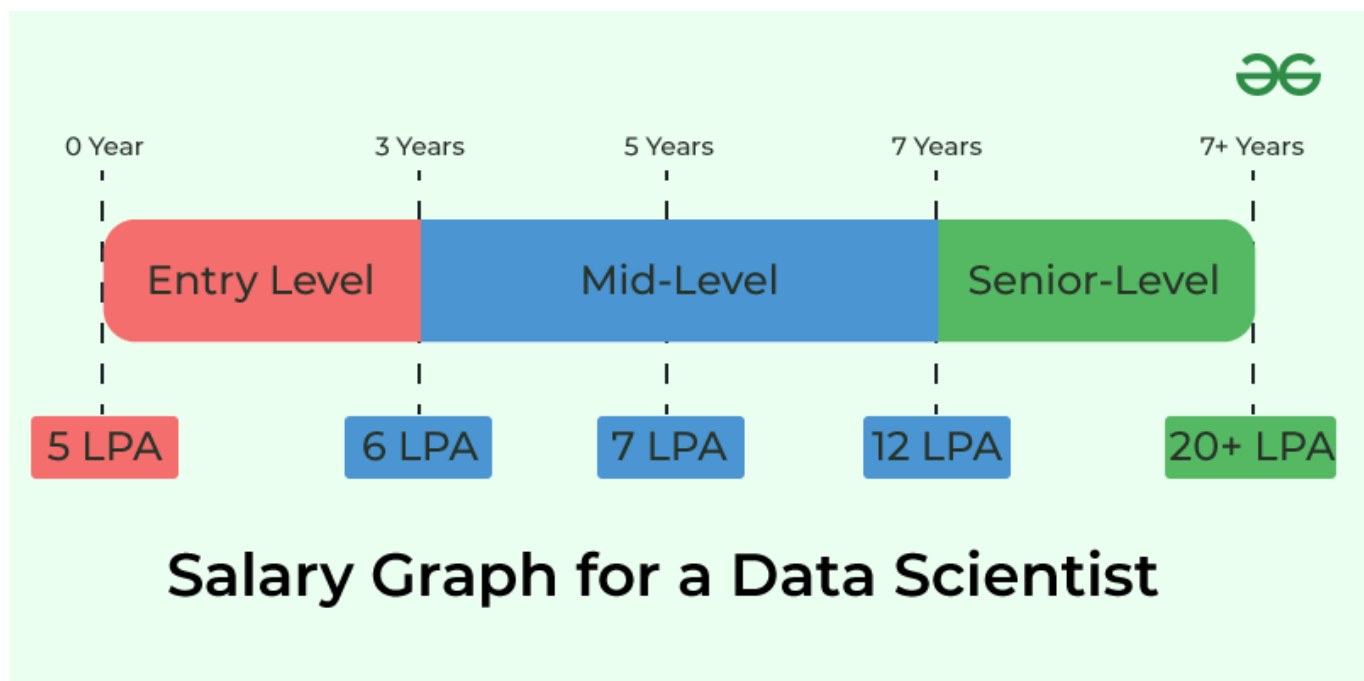 0 Year 3 Years 5 Years 7 Years 7+ Years
Entry Level Mid-Level Senior-Level
5 LPA 6 LPA 7 LPA 12 LPA 20+ LPA
Salary Graph for a Data Scientist